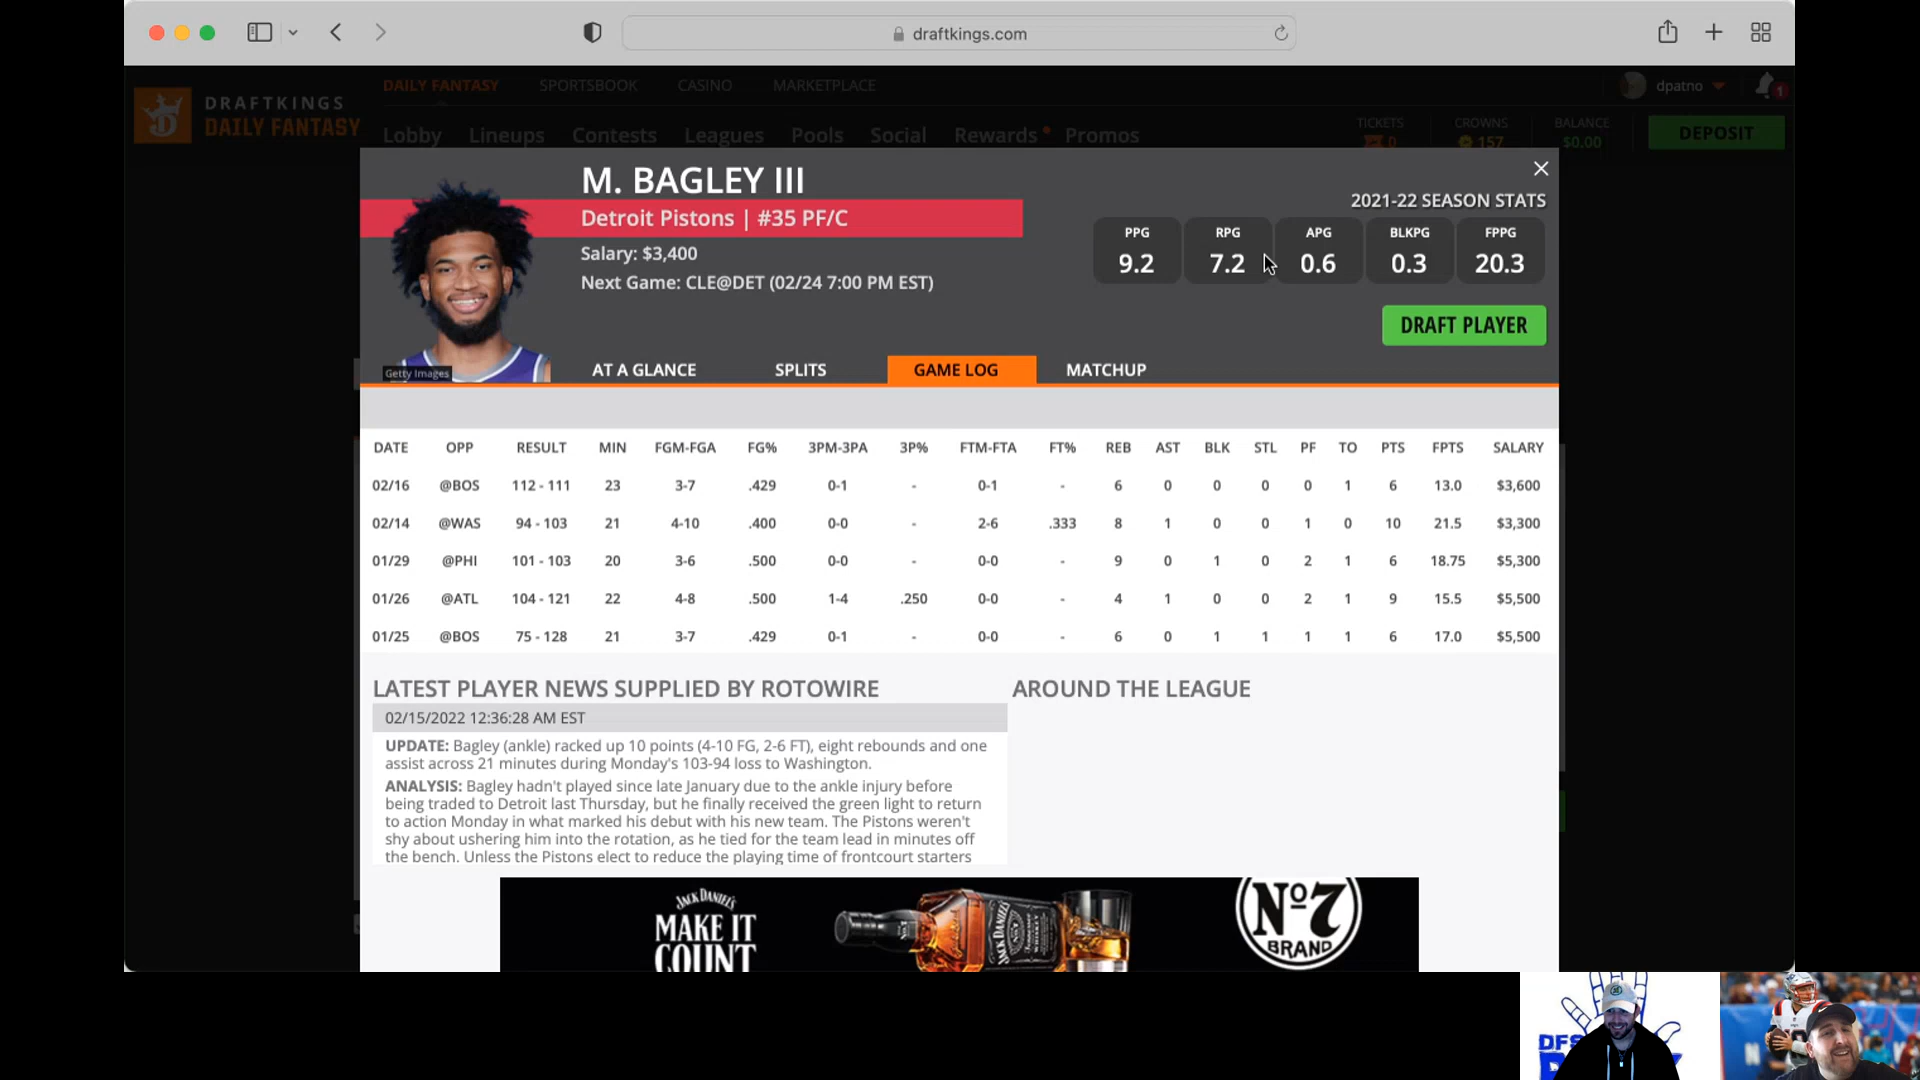 draftkings.com
DRAFTKINGS
DAILY FANTASY
DAILY FANTASY SPORTSBOOK CASINO MARKETPLACE
dpatno
1
Lobby Lineups Contests Leagues Pools Social Rewards Promos
TICKETS CROWNS BALANCE
0 157 $0.00
DEPOSIT
M. BAGLEY III
Detroit Pistons | #35 PF/C
Salary: $3,400
Next Game: CLE@DET (02/24 7:00 PM EST)
2021-22 SEASON STATS
PPG RPG APG BLKPG FPPG
9.2 7.2 0.6 0.3 20.3
DRAFT PLAYER
Getty Images
AT A GLANCE SPLITS GAME LOG MATCHUP
DATE OPP RESULT MIN FGM-FGA FG% 3PM-3PA 3P% FTM-FTA FT% REB AST BLK STL PF TO PTS FPTS SALARY
02/16 @BOS 112 - 111 23 3-7 .429 0-1 - 0-1 - 6 0 0 0 0 1 6 13.0 $3,600
02/14 @WAS 94 - 103 21 4-10 .400 0-0 - 2-6 .333 8 1 0 0 1 0 10 21.5 $3,300
01/29 @PHI 101 - 103 20 3-6 .500 0-0 - 0-0 - 9 0 1 0 2 1 6 18.75 $5,300
01/26 @ATL 104 - 121 22 4-8 .500 1-4 .250 0-0 - 4 1 0 0 2 1 9 15.5 $5,500
01/25 @BOS 75 - 128 21 3-7 .429 0-1 - 0-0 - 6 0 1 1 1 1 6 17.0 $5,500
LATEST PLAYER NEWS SUPPLIED BY ROTOWIRE
AROUND THE LEAGUE
02/15/2022 12:36:28 AM EST
UPDATE: Bagley (ankle) racked up 10 points (4-10 FG, 2-6 FT), eight rebounds and one
assist across 21 minutes during Monday's 103-94 loss to Washington.
ANALYSIS: Bagley hadn't played since late January due to the ankle injury before
being traded to Detroit last Thursday, but he finally received the green light to return
to action Monday in what marked his debut with his new team. The Pistons weren't
shy about ushering him into the rotation, as he tied for the team lead in minutes off
the bench. Unless the Pistons elect to reduce the playing time of frontcourt starters
JACK DANIEL'S
MAKE IT
COUNT
Nº7
BRAND
DFS